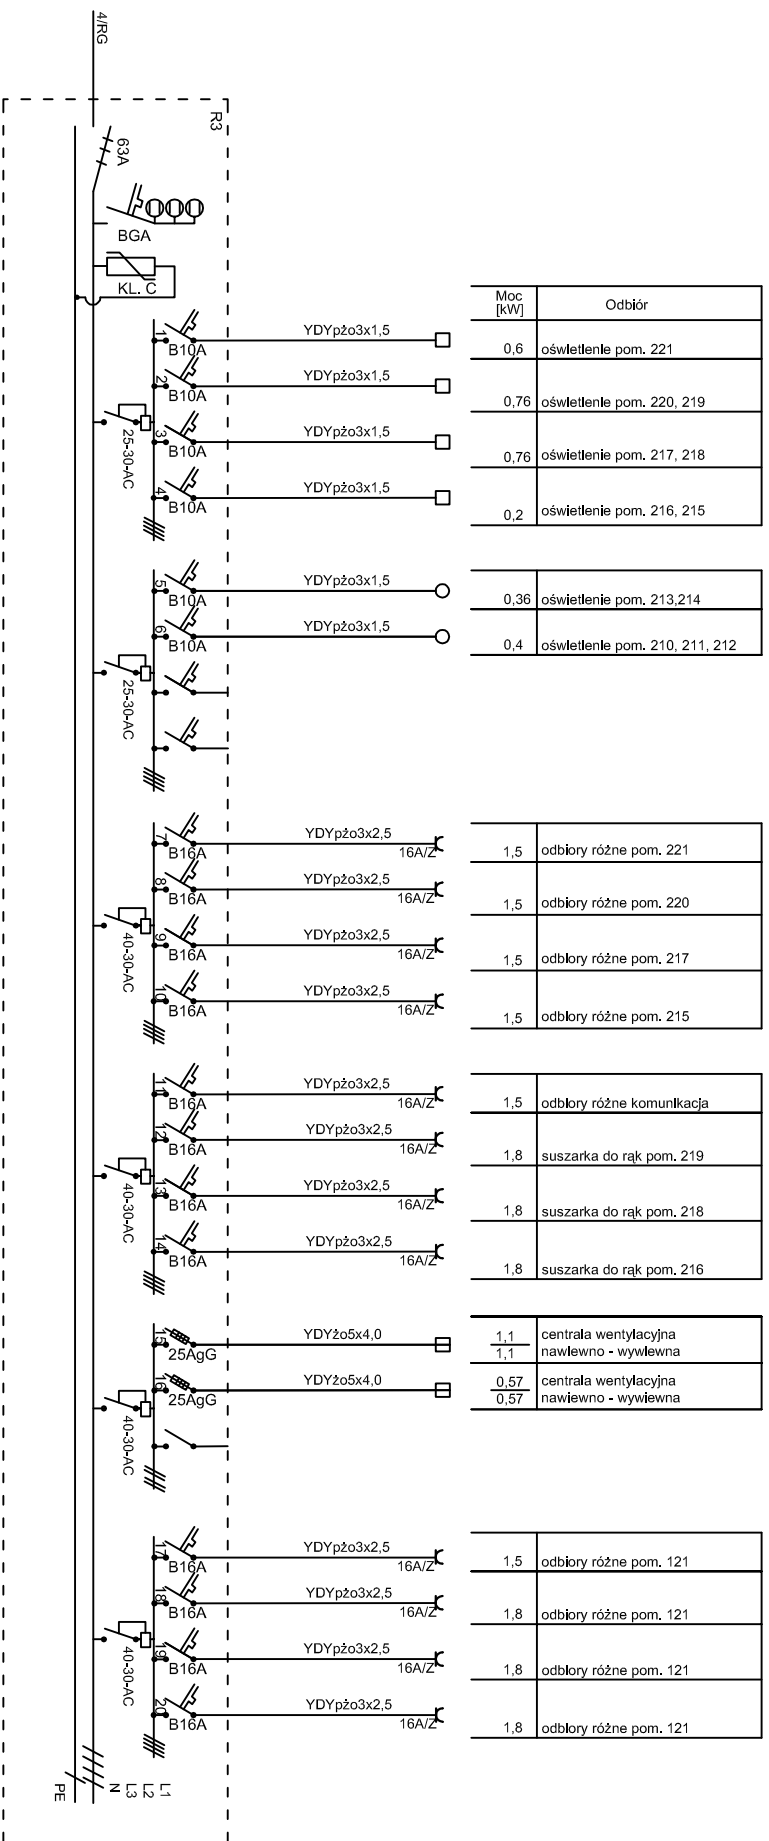 4/RG
R3
63A
BGA
KL. C
Moc
[kW]
Odbiór
1
B10A
YDYpżo3x1,5
0,6
oświetlenie pom. 221
2
B10A
YDYpżo3x1,5
0,76
oświetlenie pom. 220, 219
25-30-AC
3
B10A
YDYpżo3x1,5
0,76
oświetlenie pom. 217, 218
4
B10A
YDYpżo3x1,5
0,2
oświetlenie pom. 216, 215
5
B10A
YDYpżo3x1,5
0,36
oświetlenie pom. 213,214
6
B10A
YDYpżo3x1,5
0,4
oświetlenie pom. 210, 211, 212
25-30-AC
7
B16A
YDYpżo3x2,5
16A/Z
1,5
odbiory różne pom. 221
8
B16A
YDYpżo3x2,5
16A/Z
1,5
odbiory różne pom. 220
40-30-AC
9
B16A
YDYpżo3x2,5
16A/Z
1,5
odbiory różne pom. 217
10
B16A
YDYpżo3x2,5
16A/Z
1,5
odbiory różne pom. 215
11
B16A
YDYpżo3x2,5
16A/Z
1,5
odbiory różne komunikacja
12
B16A
YDYpżo3x2,5
16A/Z
1,8
suszarka do rąk pom. 219
40-30-AC
13
B16A
YDYpżo3x2,5
16A/Z
1,8
suszarka do rąk pom. 218
14
B16A
YDYpżo3x2,5
16A/Z
1,8
suszarka do rąk pom. 216
15
25AgG
YDYżo5x4,0
1,1
1,1
centrala wentylacyjna
nawiewno - wywiewna
16
25AgG
YDYżo5x4,0
0,57
0,57
centrala wentylacyjna
nawiewno - wywiewna
40-30-AC
17
B16A
YDYpżo3x2,5
16A/Z
1,5
odbiory różne pom. 121
18
B16A
YDYpżo3x2,5
16A/Z
1,8
odbiory różne pom. 121
40-30-AC
19
B16A
YDYpżo3x2,5
16A/Z
1,8
odbiory różne pom. 121
20
B16A
YDYpżo3x2,5
16A/Z
1,8
odbiory różne pom. 121
L1
L2
L3
N
PE